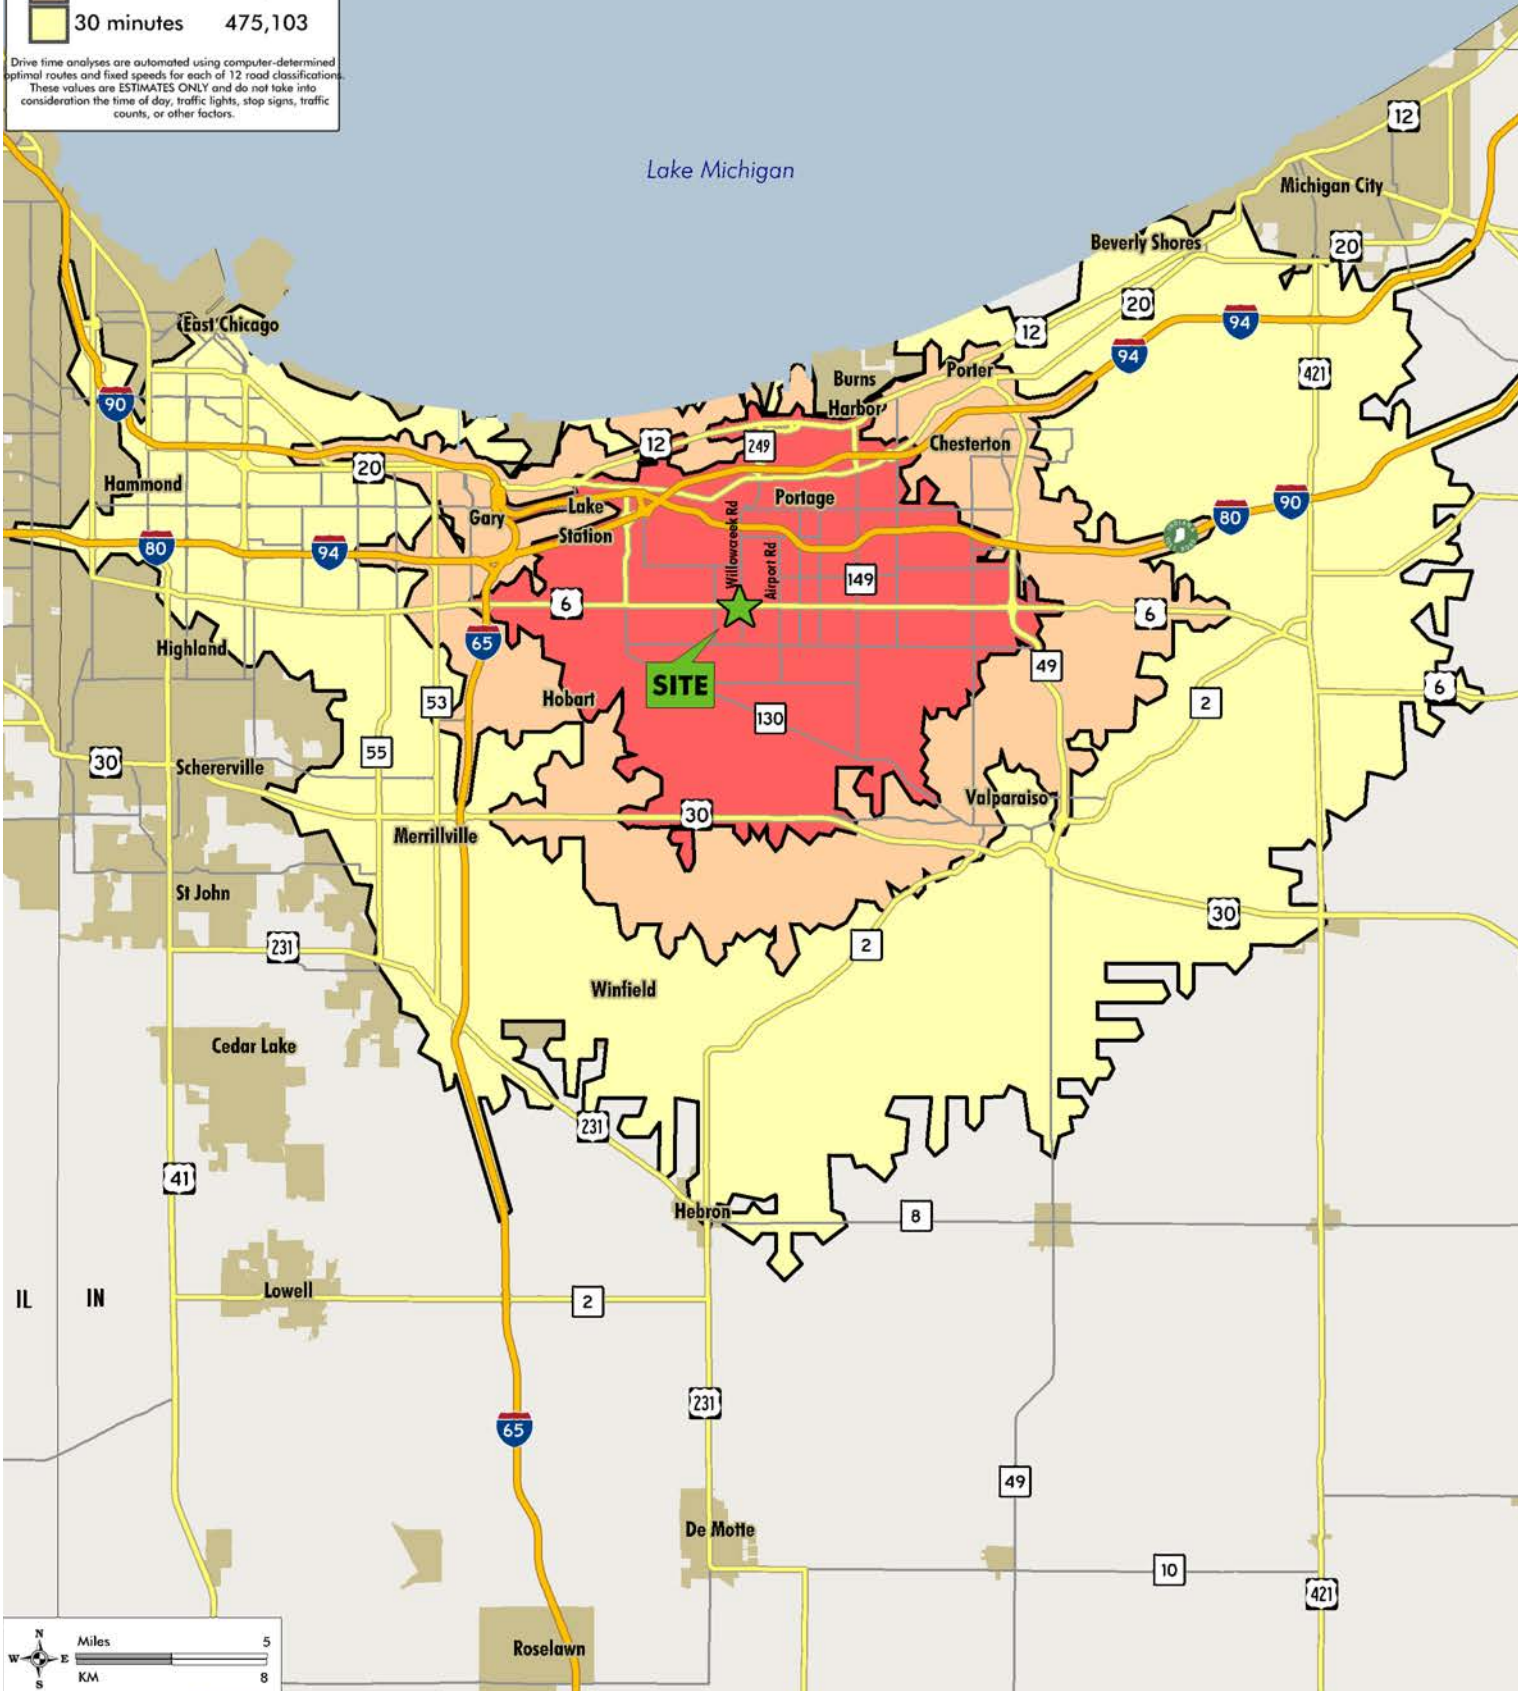 30 minutes 475,103
Drive time analyses are automated using computer-determined
optimal routes and fixed speeds for each of 12 road classifications.
These values are ESTIMATES ONLY and do not take into
consideration the time of day, traffic lights, stop signs, traffic
counts, or other factors.
12
Lake Michigan
Michigan City
Beverly Shores
20
20
East Chicago
12
94
94
Porter
421
Burns
Harbor
90
12
249
Chesterton
20
Hammond
Lake
Station
Portage
Gary
90
80
80
94
Willowcreek Rd
Airport Rd
149
6
6
Highland
65
49
SITE
6
53
Hobart
2
130
55
30
Schererville
Valparaiso
30
Merrillville
St John
30
231
2
Winfield
Cedar Lake
231
41
Hebron
8
IL
IN
Lowell
2
231
65
49
De Motte
10
421
Roselawn
N
W
E
S
Miles 5
KM 8